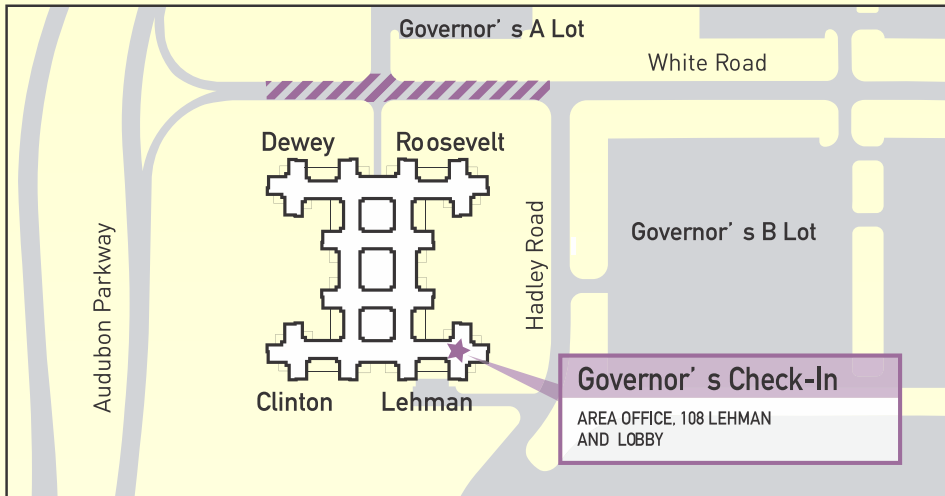 Governor’ s A Lot
White Road
Dewey
Roosevelt
Audubon Parkway
Hadley Road
Governor’ s B Lot
Clinton
Lehman
Governor’ s Check-In
AREA OFFICE, 108 LEHMAN
AND LOBBY